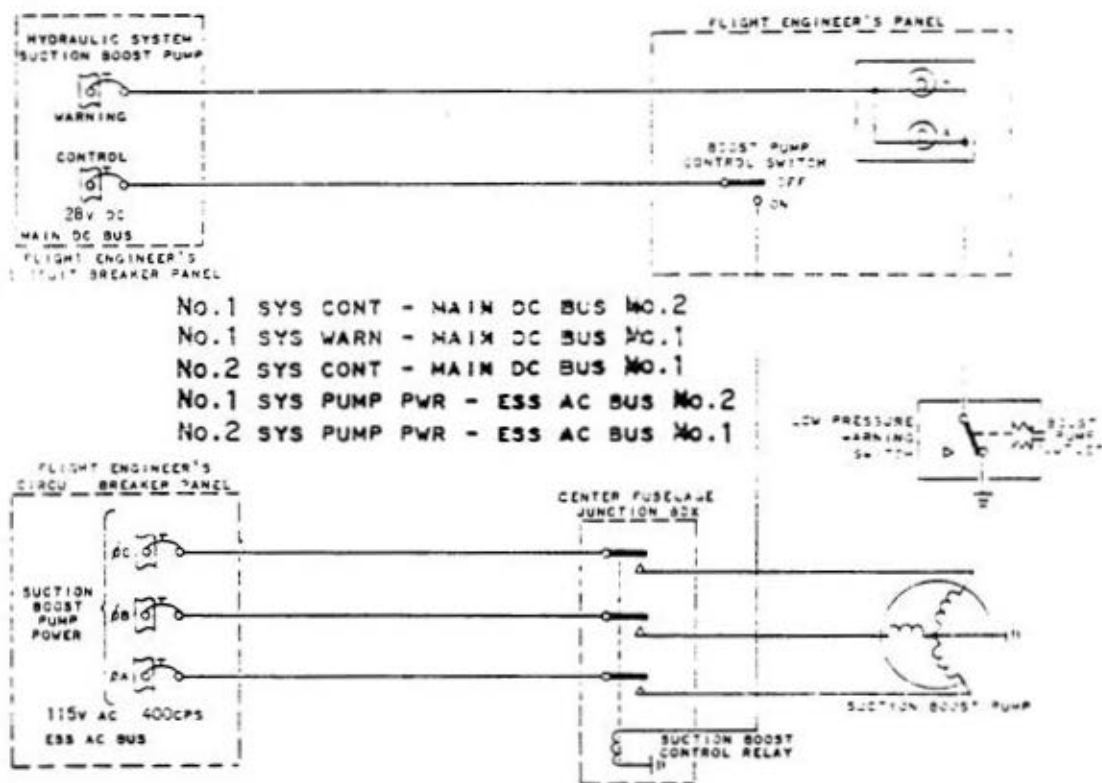 FLIGHT ENGINEER'S PANEL
HYDRAULIC SYSTEM
SUCTION BOOST PUMP
WARNING
CONTROL
28V DC
MAIN DC BUS
FLIGHT ENGINEER'S
BREAKER PANEL
BOOST PUMP
CONTROL SWITCH
OFF
ON
No.1 SYS CONT - MAIN DC BUS No.2
No.1 SYS WARN - MAIN DC BUS No.1
No.2 SYS CONT - MAIN DC BUS No.1
No.1 SYS PUMP PWR - ESS AC BUS No.2
No.2 SYS PUMP PWR - ESS AC BUS No.1
LOW PRESSURE
WARNING
SWITCH
BOOST
PUMP
FLIGHT ENGINEER'S
BREAKER PANEL
CENTER FUSELAGE
JUNCTION BOX
SUCTION
BOOST
PUMP
POWER
ØC
ØB
ØA
115V AC 400CPS
ESS AC BUS
SUCTION BOOST PUMP
SUCTION BOOST
CONTROL RELAY